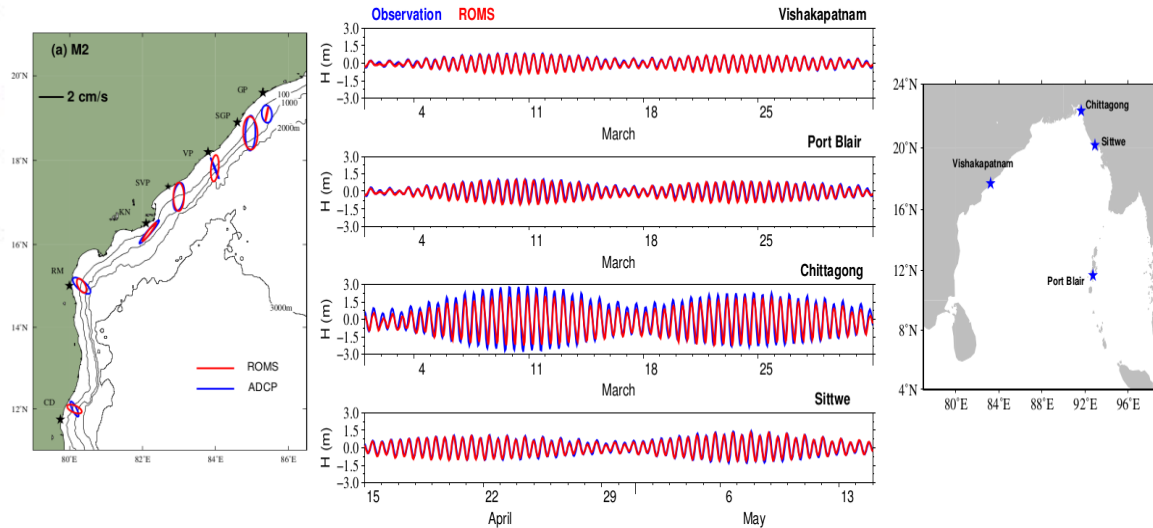 (a) M2
2 cm/s
GP
SGP
VP
SVP
KN
RM
CD
100
1000
2000m
3000m
ROMS
ADCP
20˚N
18˚N
16˚N
14˚N
12˚N
80˚E 82˚E 84˚E 86˚E
Observation ROMS Vishakapatnam
H (m)
3.0
1.5
0.0
−1.5
−3.0
4 11 18 25
March
Port Blair
H (m)
3.0
1.5
0.0
−1.5
−3.0
4 11 18 25
March
Chittagong
H (m)
3.0
1.5
0.0
−1.5
−3.0
4 11 18 25
March
Sittwe
H (m)
3.0
1.5
0.0
−1.5
−3.0
15 22 29 6 13
April May
24˚N
20˚N
16˚N
12˚N
8˚N
4˚N
Chittagong
Sittwe
Vishakapatnam
Port Blair
80˚E 84˚E 88˚E 92˚E 96˚E